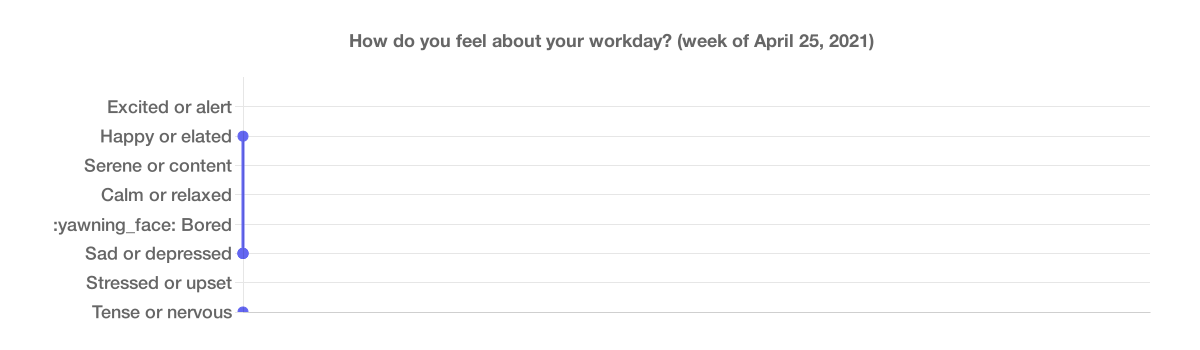 How do you feel about your workday? (week of April 25, 2021)
Excited or alert
Happy or elated
Serene or content
Calm or relaxed
:yawning_face: Bored
Sad or depressed
Stressed or upset
Tense or nervous